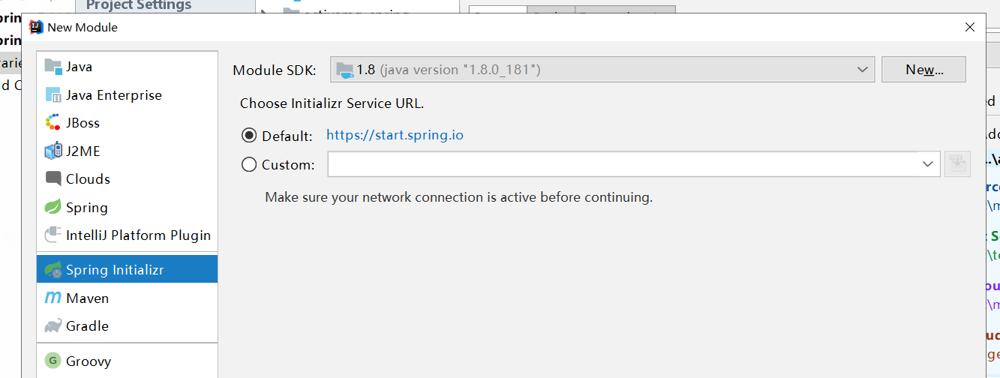 Project Settings
activemq_spring
New Module
Java
Java Enterprise
JBoss
J2ME
Clouds
Spring
IntelliJ Platform Plugin
Spring Initializr
Maven
Gradle
Groovy
Module SDK: 1.8 (java version "1.8.0_181") New...
Choose Initializr Service URL.
Default: https://start.spring.io
Custom:
Make sure your network connection is active before continuing.